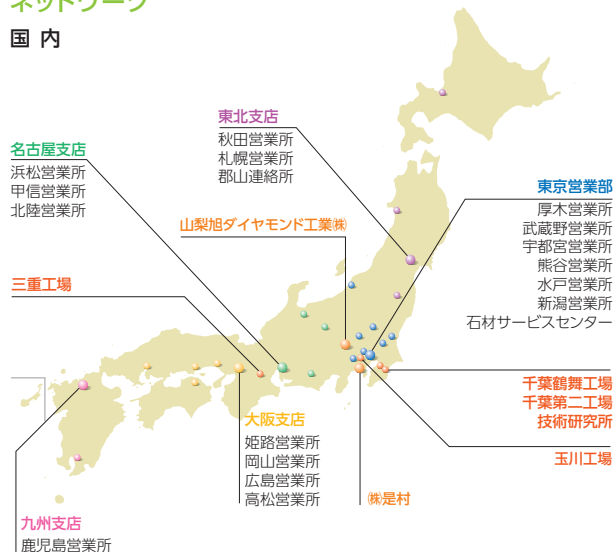 ネットワーク
国内
東北支店
秋田営業所
札幌営業所
郡山連絡所
名古屋支店
浜松営業所
甲信営業所
北陸営業所
東京営業部
厚木営業所
武蔵野営業所
宇都宮営業所
熊谷営業所
水戸営業所
新潟営業所
石材サービスセンター
山梨旭ダイヤモンド工業㈱
三重工場
千葉鶴舞工場
千葉第二工場
技術研究所
玉川工場
大阪支店
姫路営業所
岡山営業所
広島営業所
高松営業所
㈱是村
九州支店
鹿児島営業所